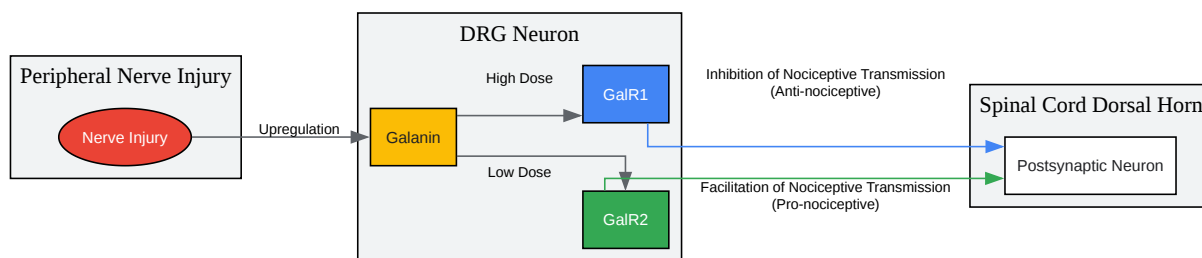 Peripheral Nerve Injury
Nerve Injury
Upregulation
DRG Neuron
Galanin
High Dose
Low Dose
GalR1
GalR2
Inhibition of Nociceptive Transmission
(Anti-nociceptive)
Facilitation of Nociceptive Transmission
(Pro-nociceptive)
Spinal Cord Dorsal Horn
Postsynaptic Neuron